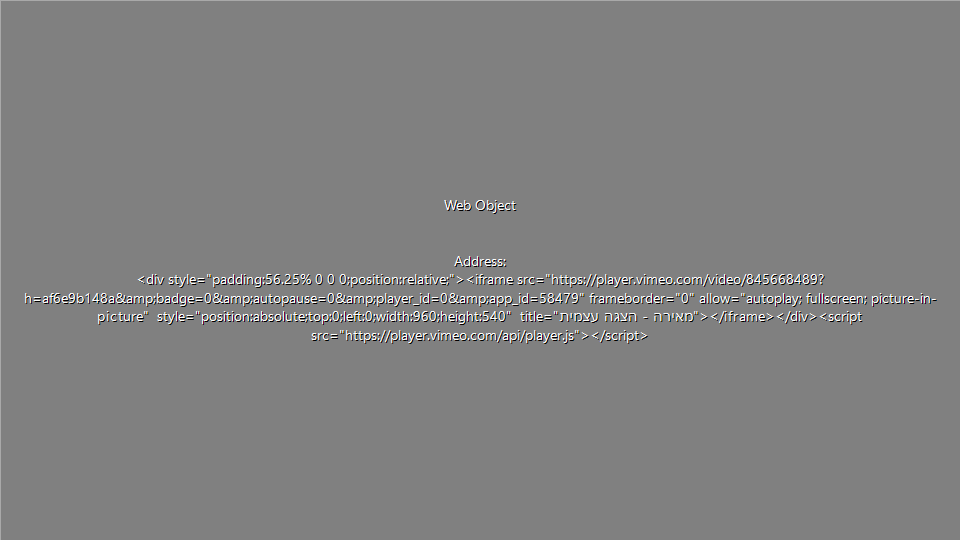 Web Object
Address:
<div style="padding:56.25% 0 0 0;position:relative;"><iframe src="https://player.vimeo.com/video/845668489?
h=af6e9b148a&amp;badge=0&amp;autopause=0&amp;player_id=0&amp;app_id=58479" frameborder="0" allow="autoplay; fullscreen; picture-in-
picture"  style="position:absolute;top:0;left:0;width:960;height:540"  title="מאירה - הצגה עצמית"></iframe></div><script
src="https://player.vimeo.com/api/player.js"></script>